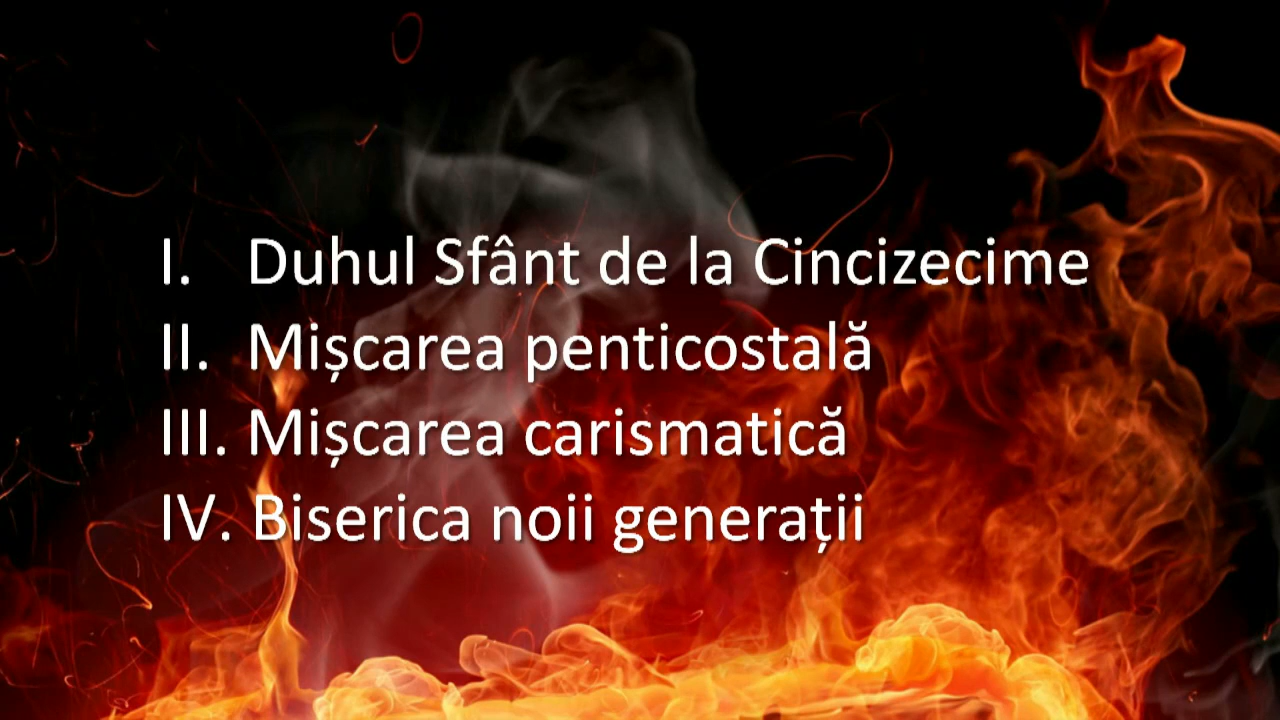 I. Duhul Sfânt de la Cincizecime
II. Mișcarea penticostală
III. Mișcarea carismatică
IV. Biserica noii generații